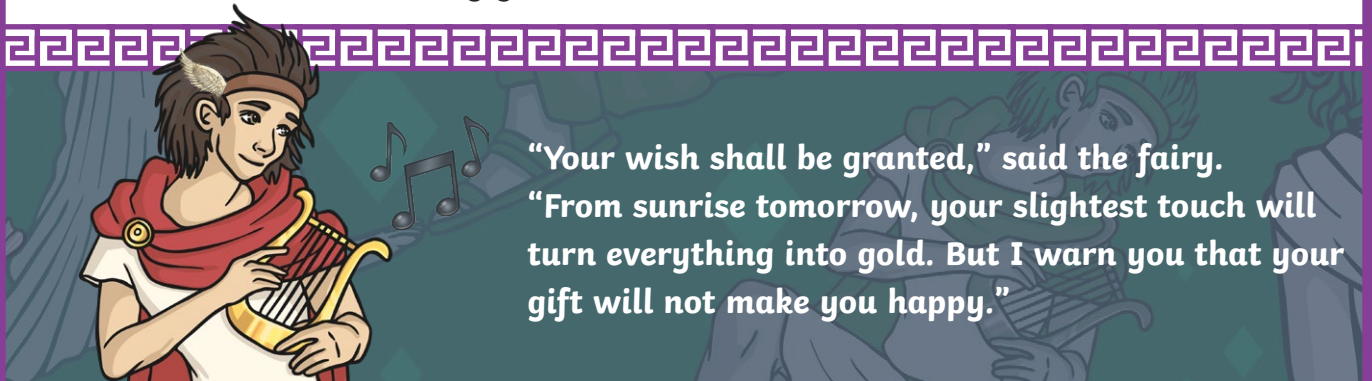 “Your wish shall be granted,” said the fairy.
“From sunrise tomorrow, your slightest touch will
turn everything into gold. But I warn you that your
gift will not make you happy.”